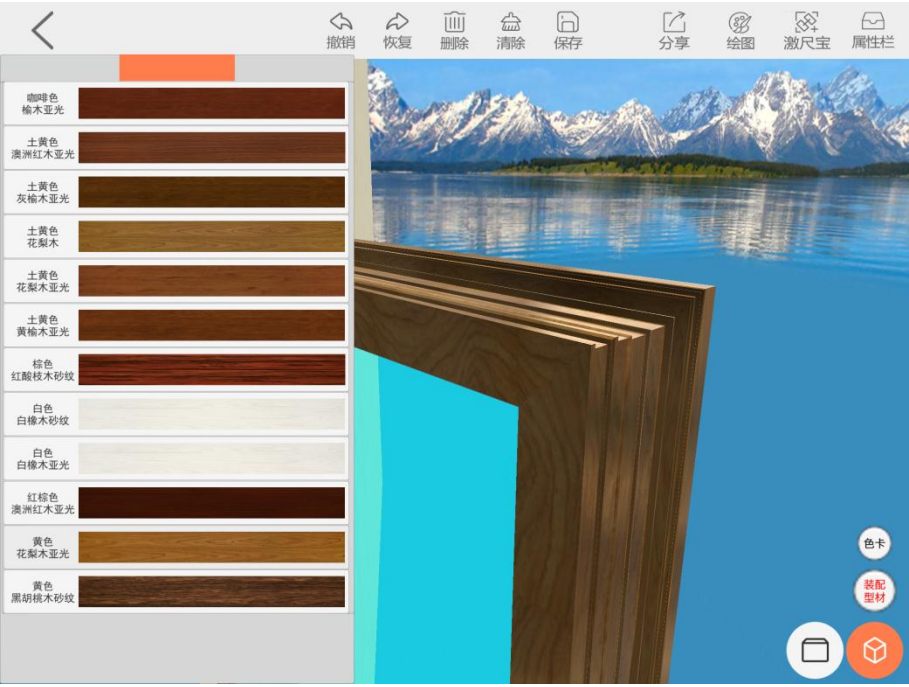 撤销
恢复
删除
清除
保存
分享
绘图
激尺宝
属性栏
咖啡色
榆木亚光
土黄色
澳洲红木亚光
土黄色
灰榆木亚光
土黄色
花梨木
土黄色
花梨木亚光
土黄色
黄榆木亚光
棕色
红酸枝木砂纹
白色
白橡木砂纹
白色
白橡木亚光
红棕色
澳洲红木亚光
黄色
花梨木亚光
黄色
黑胡桃木砂纹
色卡
装配
型材